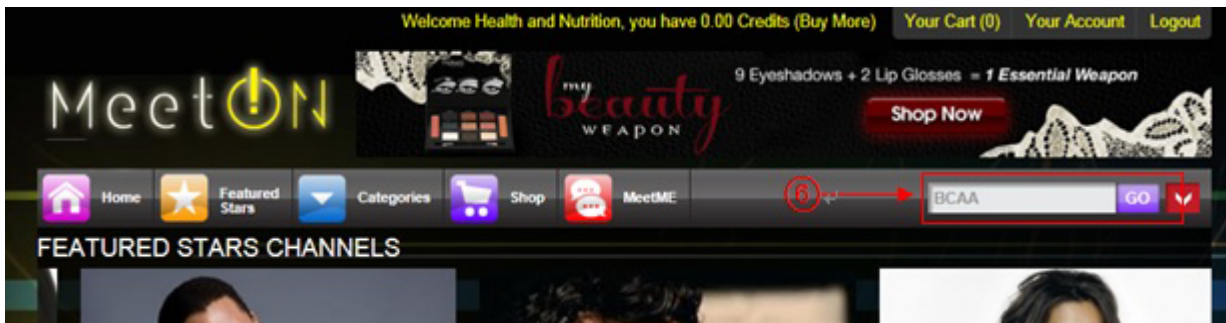 Welcome Health and Nutrition, you have 0.00 Credits (Buy More) Your Cart (0) Your Account Logout
MeetON
my
beauty
WEAPON
9 Eyeshadows + 2 Lip Glosses = 1 Essential Weapon
Shop Now
Home Featured Stars Categories Shop MeetME 6 BCAA GO
FEATURED STARS CHANNELS